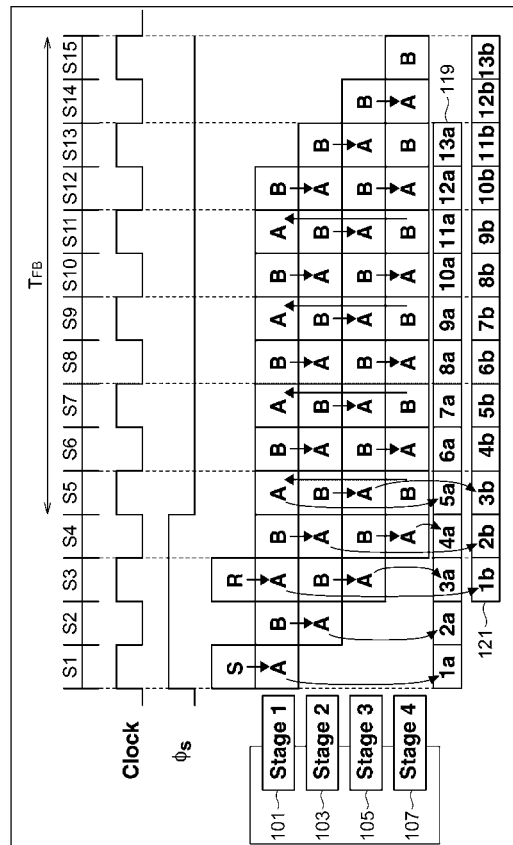 T_FB
S1 S2 S3 S4 S5 S6 S7 S8 S9 S10 S11 S12 S13 S14 S15
Clock
ϕs
S R
101 Stage 1 A B A B A B A B A B A B
103 Stage 2 A B A B A B A B A B A B
105 Stage 3 A B A B A B A B A B A B
107 Stage 4 A B A B A B A B A B A B
1a 2a 3a 4a 5a 6a 7a 8a 9a 10a 11a 12a 13a 119
121 1b 2b 3b 4b 5b 6b 7b 8b 9b 10b 11b 12b 13b